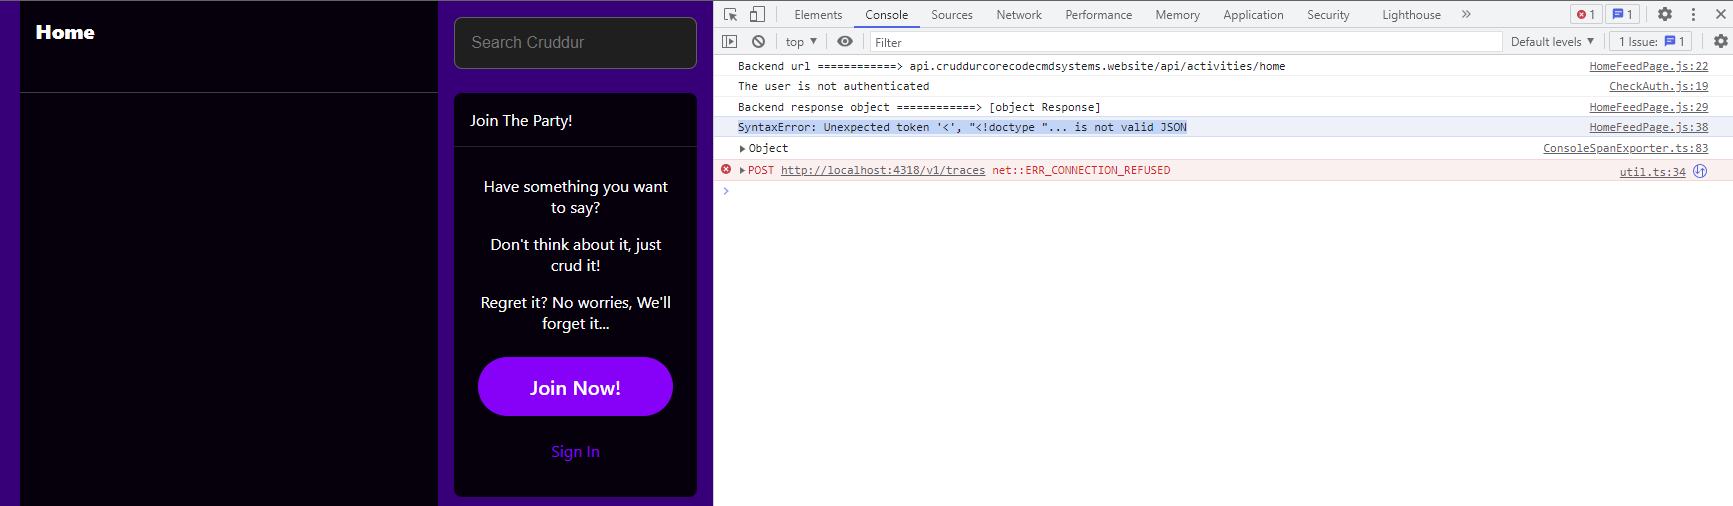 Home
Search Cruddur
Join The Party!
Have something you want
to say?
Don't think about it, just
crud it!
Regret it? No worries, We'll
forget it...
Join Now!
Sign In
Elements Console Sources Network Performance Memory Application Security Lighthouse » 1 1
top ▼ Filter Default levels ▼ 1 Issue: 1
Backend url ============> api.cruddurcorecodecmdsystems.website/api/activities/home HomeFeedPage.js:22
The user is not authenticated CheckAuth.js:19
Backend response object ============> [object Response] HomeFeedPage.js:29
SyntaxError: Unexpected token '<', "<!doctype "... is not valid JSON HomeFeedPage.js:38
▶Object ConsoleSpanExporter.ts:83
▶POST http://localhost:4318/v1/traces net::ERR_CONNECTION_REFUSED util.ts:34
>